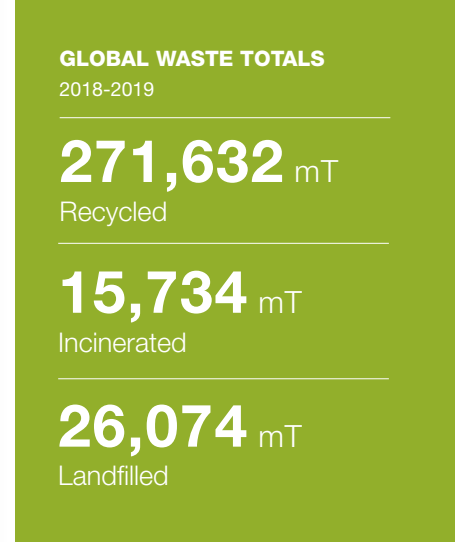 GLOBAL WASTE TOTALS
2018-2019
271,632 mT
Recycled
15,734 mT
Incinerated
26,074 mT
Landfilled